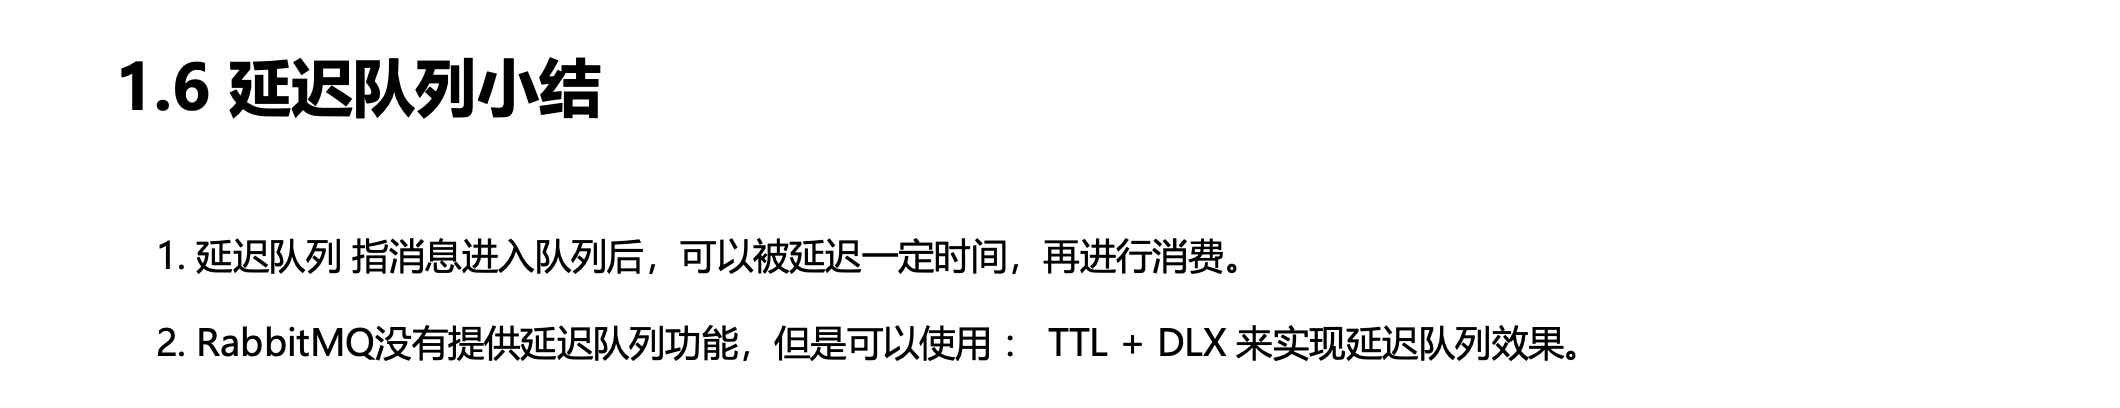 1.6 延迟队列小结
1. 延迟队列 指消息进入队列后，可以被延迟一定时间，再进行消费。
2. RabbitMQ没有提供延迟队列功能，但是可以使用 ： TTL + DLX 来实现延迟队列效果。